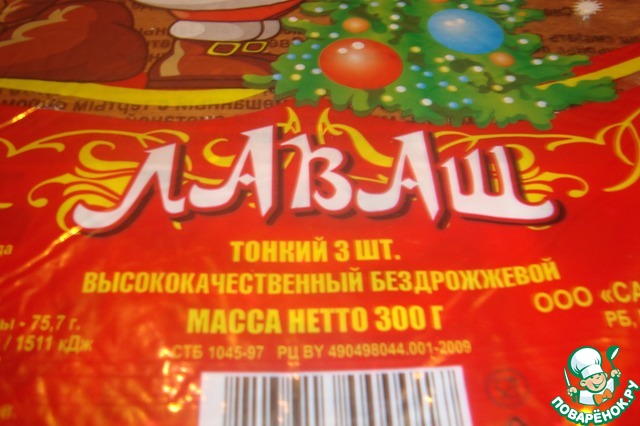 ЛАВАШ
ТОНКИЙ 3 ШТ.
ВЫСОКОКАЧЕСТВЕННЫЙ БЕЗДРОЖЖЕВОЙ
МАССА НЕТТО 300 Г
СТБ 1045-97 РЦ BY 490498044.001-2009
ООО «СА
РБ,
ы - 75,7 г.
/ 1511 кДж
ПОВАРЁНОК.РУ